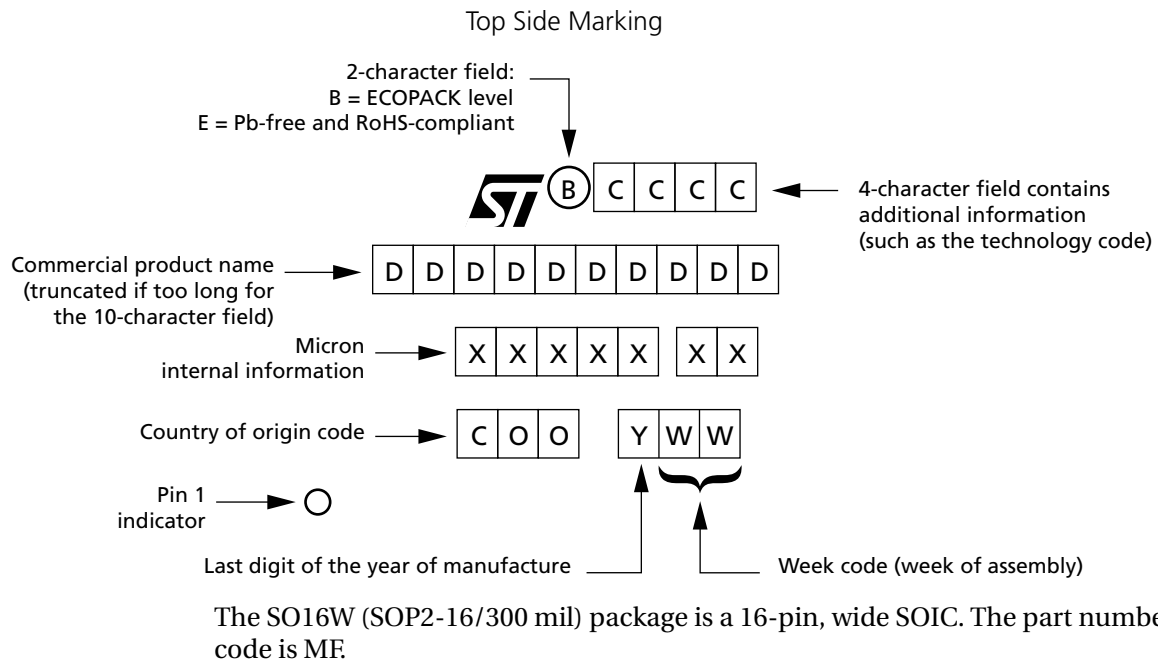 Top Side Marking
2-character field:
B = ECOPACK level
E = Pb-free and RoHS-compliant
ST B C C C C
4-character field contains
additional information
(such as the technology code)
Commercial product name
(truncated if too long for
the 10-character field)
D D D D D D D D D D
Micron
internal information
X X X X X X X
Country of origin code
C O O Y W W
Pin 1
indicator
Last digit of the year of manufacture
Week code (week of assembly)
The SO16W (SOP2-16/300 mil) package is a 16-pin, wide SOIC. The part numbe
code is MF.